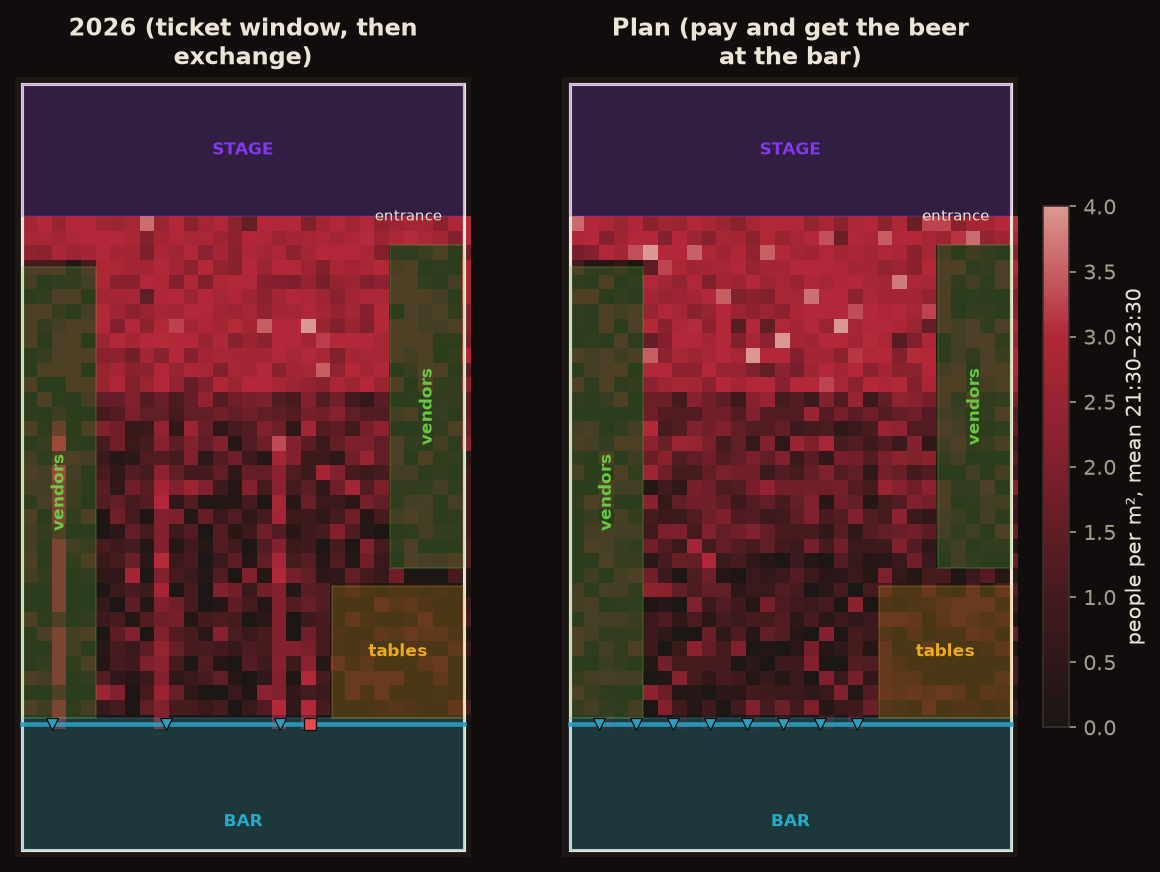 2026 (ticket window, then
exchange)
STAGE
entrance
vendors
vendors
tables
BAR
Plan (pay and get the beer
at the bar)
STAGE
entrance
vendors
vendors
tables
BAR
4.0
3.5
3.0
2.5
2.0
1.5
1.0
0.5
0.0
people per m², mean 21:30–23:30